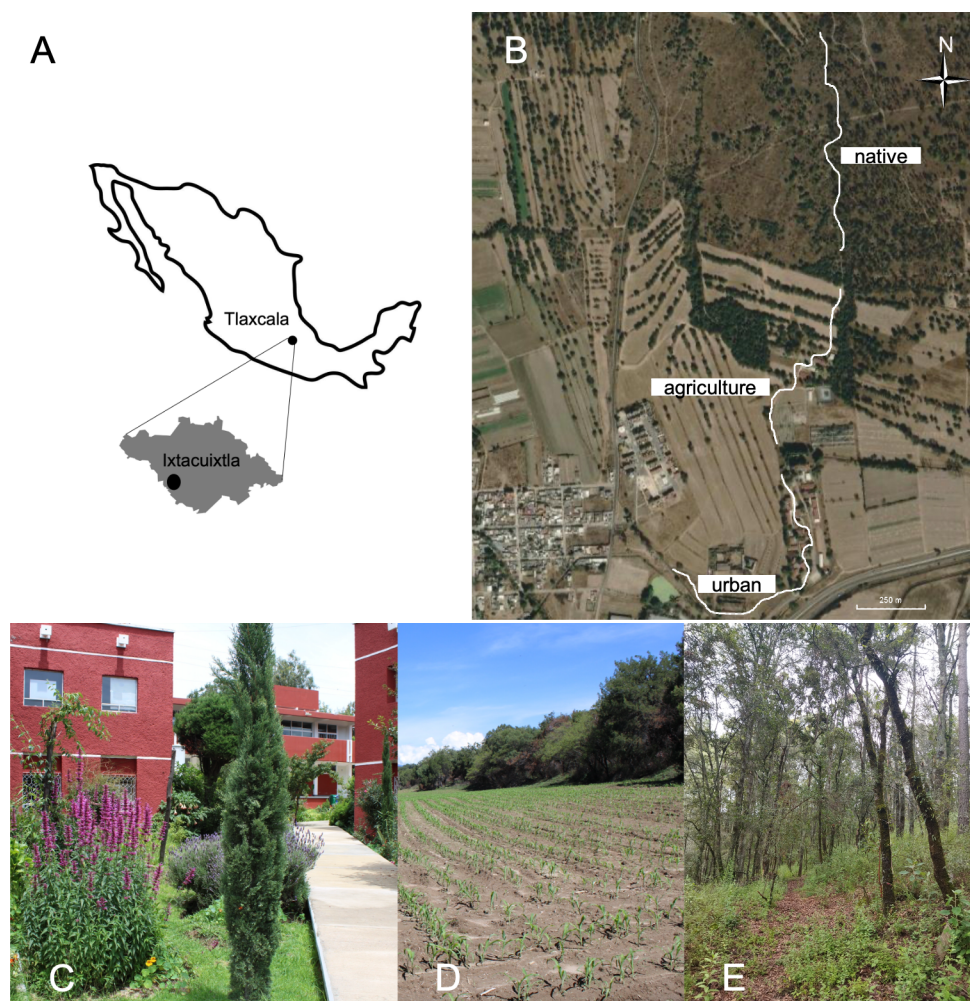 A
B
N
native
Tlaxcala
agriculture
Ixtacuixtla
urban
250 m
C
D
E